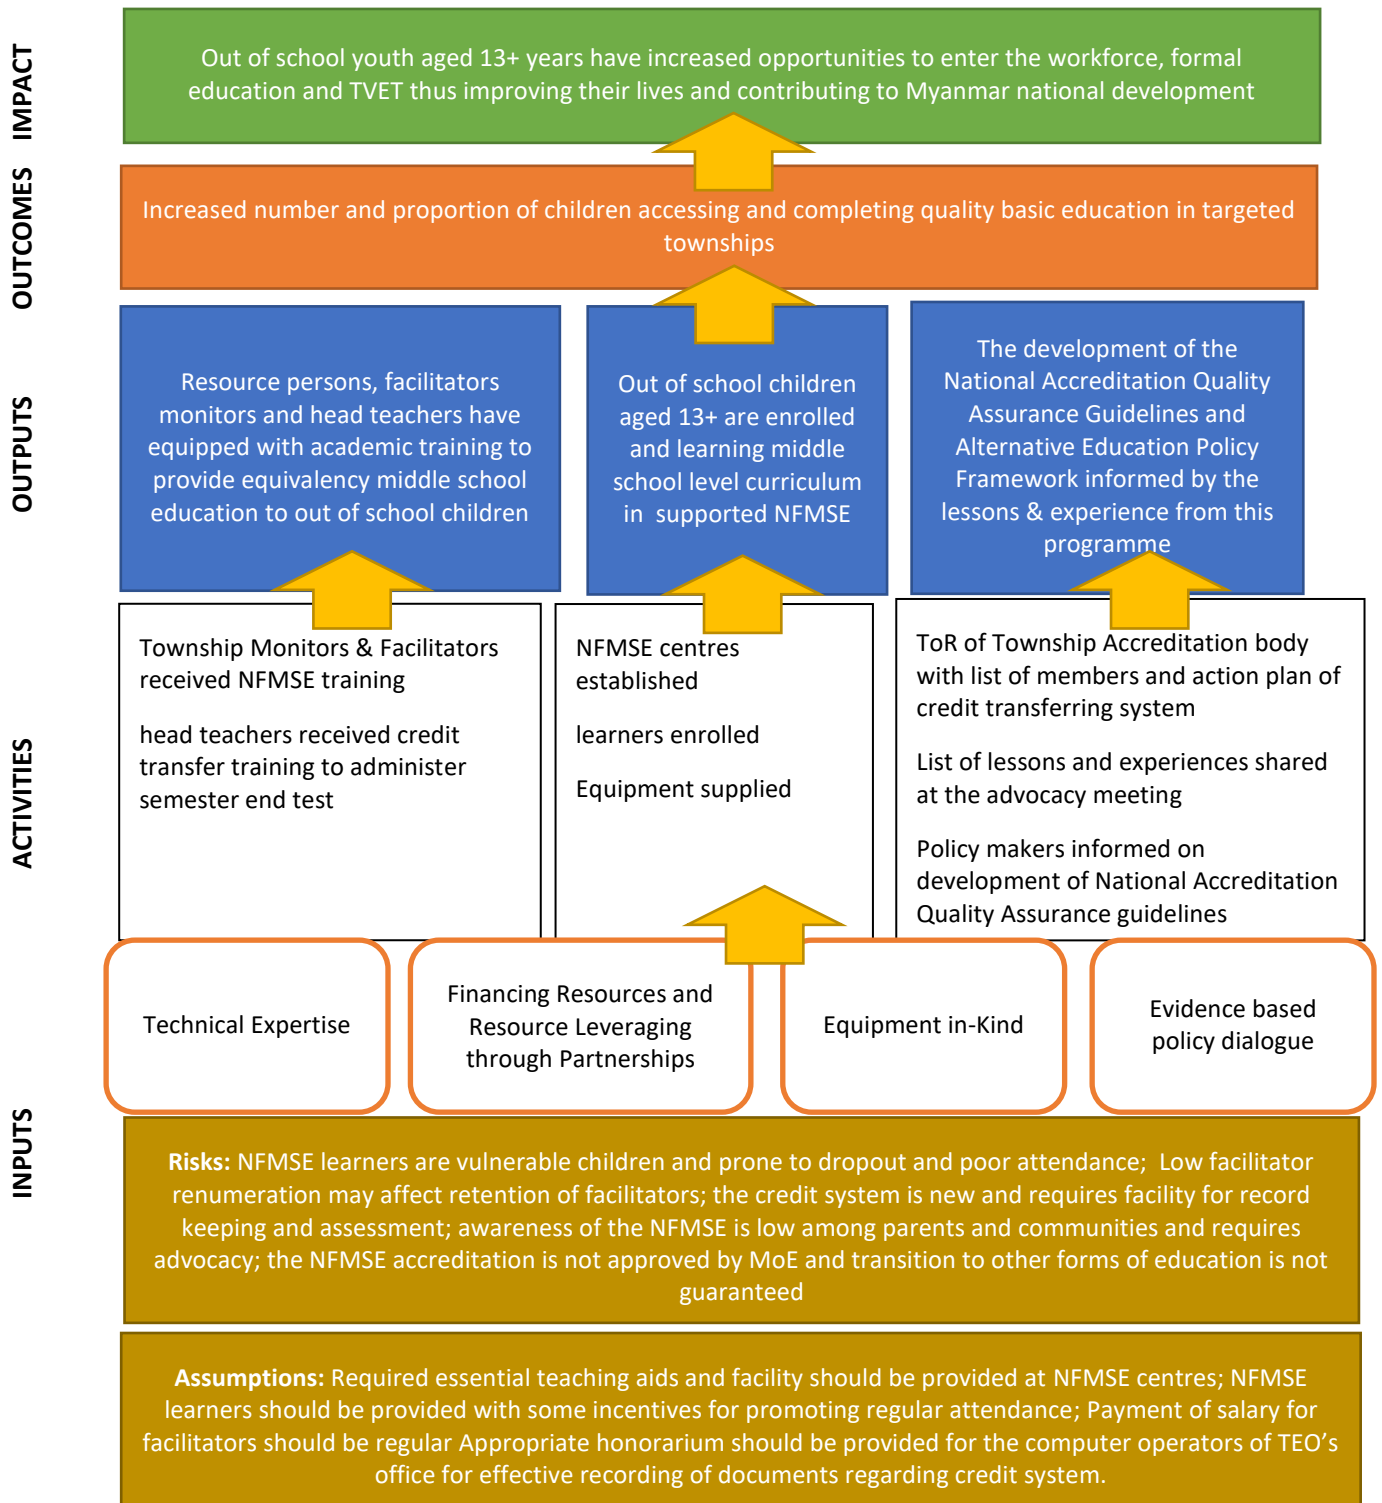 IMPACT
Out of school youth aged 13+ years have increased opportunities to enter the workforce, formal
education and TVET thus improving their lives and contributing to Myanmar national development
OUTCOMES
Increased number and proportion of children accessing and completing quality basic education in targeted
townships
OUTPUTS
Resource persons, facilitators
monitors and head teachers have
equipped with academic training to
provide equivalency middle school
education to out of school children
Out of school children
aged 13+ are enrolled
and learning middle
school level curriculum
in supported NFMSE
The development of the
National Accreditation Quality
Assurance Guidelines and
Alternative Education Policy
Framework informed by the
lessons & experience from this
programme
ACTIVITIES
Township Monitors & Facilitators
received NFMSE training
head teachers received credit
transfer training to administer
semester end test
NFMSE centres
established
learners enrolled
Equipment supplied
ToR of Township Accreditation body
with list of members and action plan of
credit transferring system
List of lessons and experiences shared
at the advocacy meeting
Policy makers informed on
development of National Accreditation
Quality Assurance guidelines
INPUTS
Technical Expertise
Financing Resources and
Resource Leveraging
through Partnerships
Equipment in-Kind
Evidence based
policy dialogue
Risks: NFMSE learners are vulnerable children and prone to dropout and poor attendance; Low facilitator
renumeration may affect retention of facilitators; the credit system is new and requires facility for record
keeping and assessment; awareness of the NFMSE is low among parents and communities and requires
advocacy; the NFMSE accreditation is not approved by MoE and transition to other forms of education is not
guaranteed
Assumptions: Required essential teaching aids and facility should be provided at NFMSE centres; NFMSE
learners should be provided with some incentives for promoting regular attendance; Payment of salary for
facilitators should be regular Appropriate honorarium should be provided for the computer operators of TEO's
office for effective recording of documents regarding credit system.